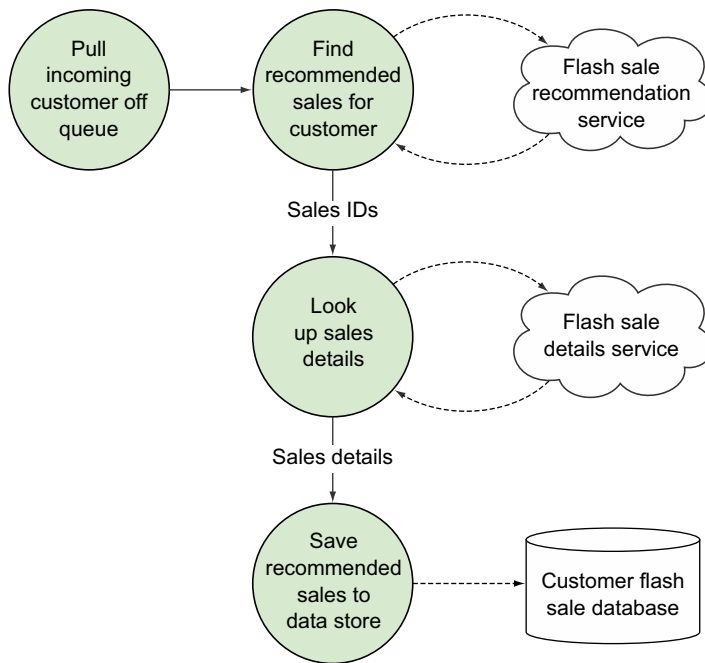 Pull
incoming
customer off
queue
Find
recommended
sales for
customer
Flash sale
recommendation
service
Sales IDs
Look
up sales
details
Flash sale
details service
Sales details
Save
recommended
sales to
data store
Customer flash
sale database